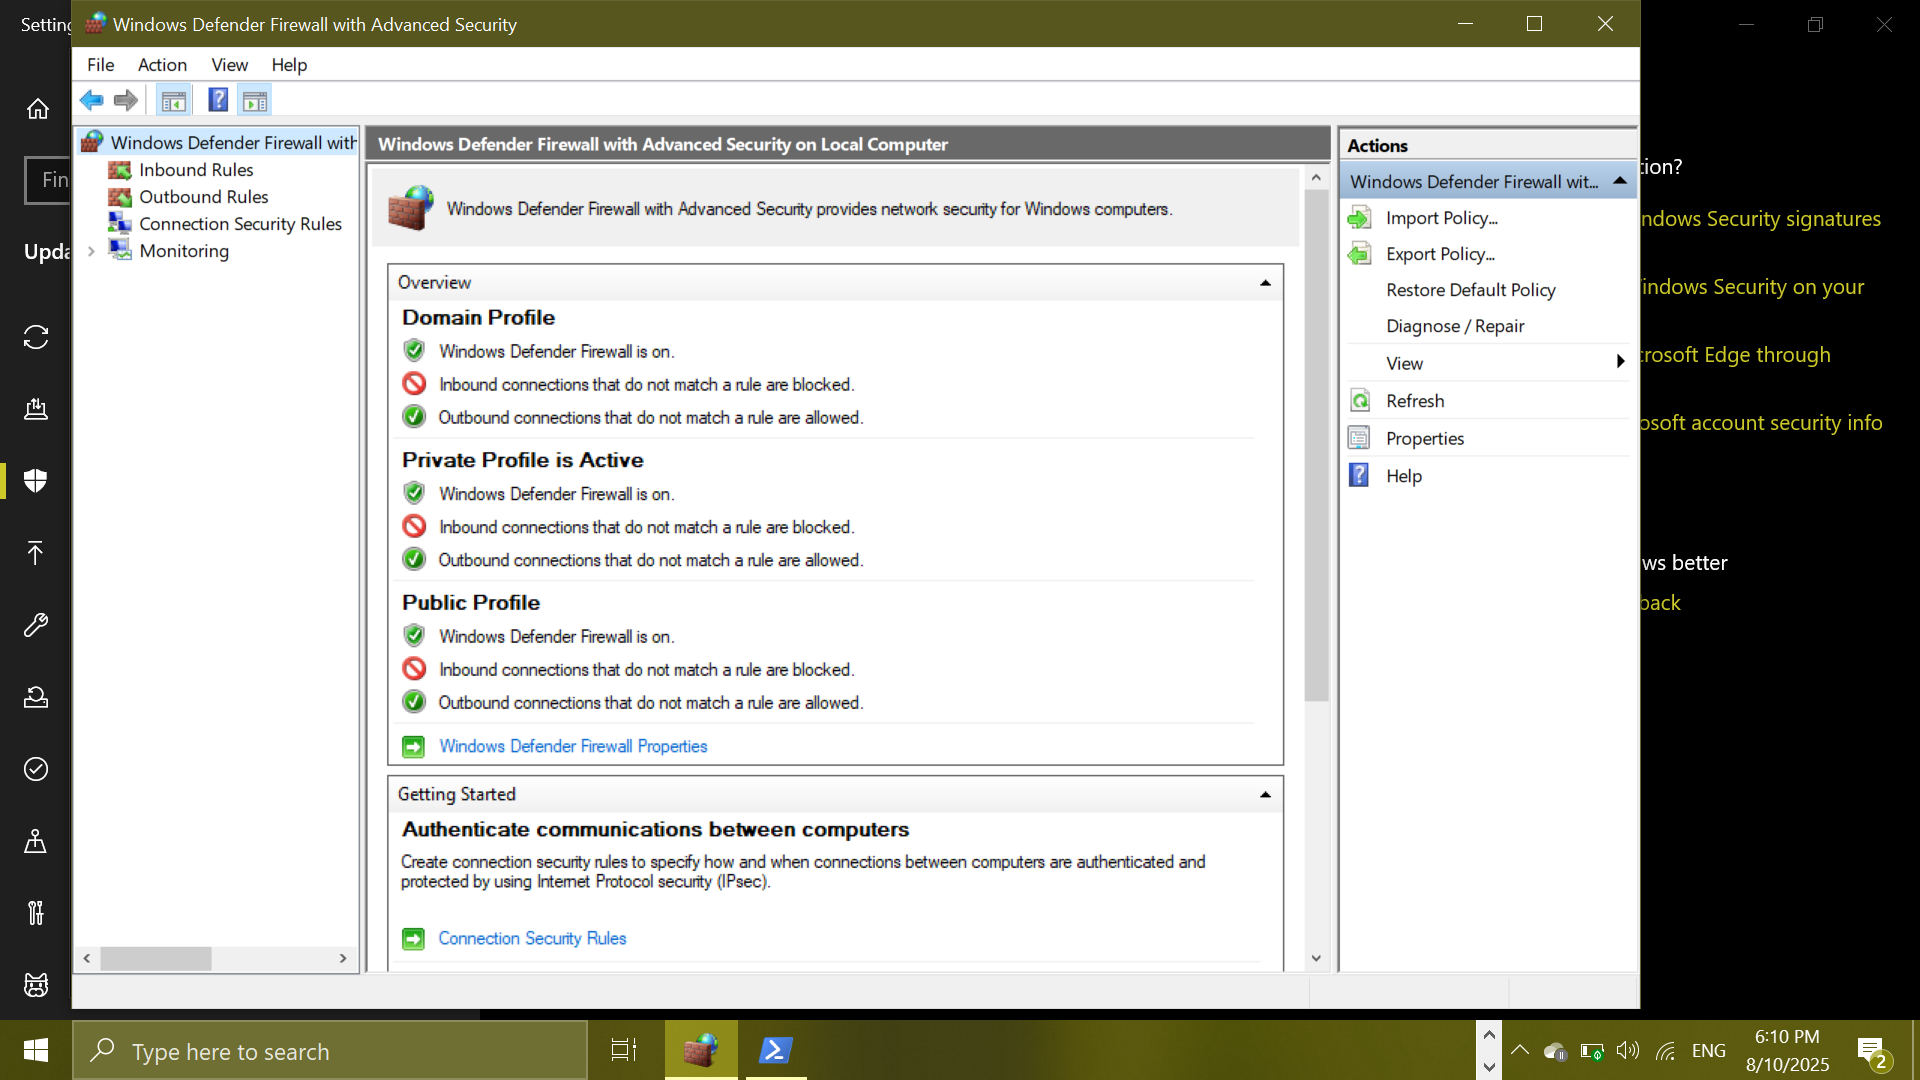 Setting
Windows Defender Firewall with Advanced Security
File Action View Help
Fin
Upda
Windows Defender Firewall with
Inbound Rules
Outbound Rules
Connection Security Rules
Monitoring
Windows Defender Firewall with Advanced Security on Local Computer
Windows Defender Firewall with Advanced Security provides network security for Windows computers.
Overview
Domain Profile
Windows Defender Firewall is on.
Inbound connections that do not match a rule are blocked.
Outbound connections that do not match a rule are allowed.
Private Profile is Active
Windows Defender Firewall is on.
Inbound connections that do not match a rule are blocked.
Outbound connections that do not match a rule are allowed.
Public Profile
Windows Defender Firewall is on.
Inbound connections that do not match a rule are blocked.
Outbound connections that do not match a rule are allowed.
Windows Defender Firewall Properties
Getting Started
Authenticate communications between computers
Create connection security rules to specify how and when connections between computers are authenticated and
protected by using Internet Protocol security (IPsec).
Connection Security Rules
Actions
Windows Defender Firewall wit...
Import Policy...
Export Policy...
Restore Default Policy
Diagnose / Repair
View
Refresh
Properties
Help
tion?
ndows Security signatures
indows Security on your
crosoft Edge through
osoft account security info
ws better
back
Type here to search
ENG
6:10 PM
8/10/2025
2